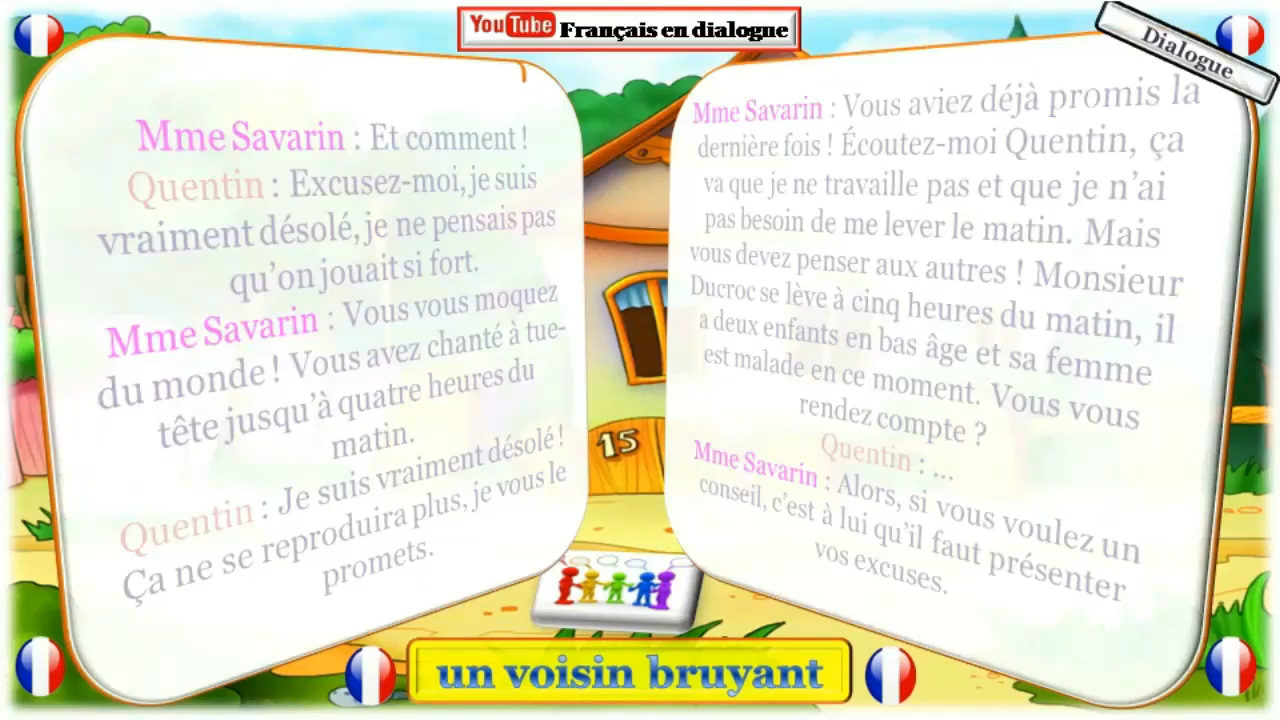 YouTube Français en dialogue
Dialogue
Mme Savarin : Et comment !
Quentin : Excusez-moi, je suis
vraiment désolé, je ne pensais pas
qu'on jouait si fort.
Mme Savarin : Vous vous moquez
du monde ! Vous avez chanté à tue-
tête jusqu'à quatre heures du
matin.
Quentin : Je suis vraiment désolé !
Ça ne se reproduira plus, je vous le
promets.
Mme Savarin : Vous aviez déjà promis la
dernière fois ! Écoutez-moi Quentin, ça
va que je ne travaille pas et que je n'ai
pas besoin de me lever le matin. Mais
vous devez penser aux autres ! Monsieur
Ducroc se lève à cinq heures du matin, il
a deux enfants en bas âge et sa femme
est malade en ce moment. Vous vous
rendez compte ?
Quentin : ...
Mme Savarin : Alors, si vous voulez un
conseil, c'est à lui qu'il faut présenter
vos excuses.
15
un voisin bruyant